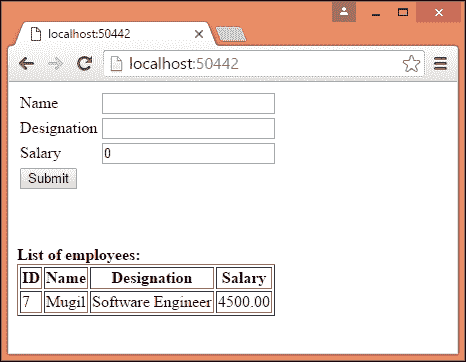 localhost:50442
localhost:50442
Name
Designation
Salary 0
Submit
List of employees:
ID Name Designation Salary
7 Mugil Software Engineer 4500.00